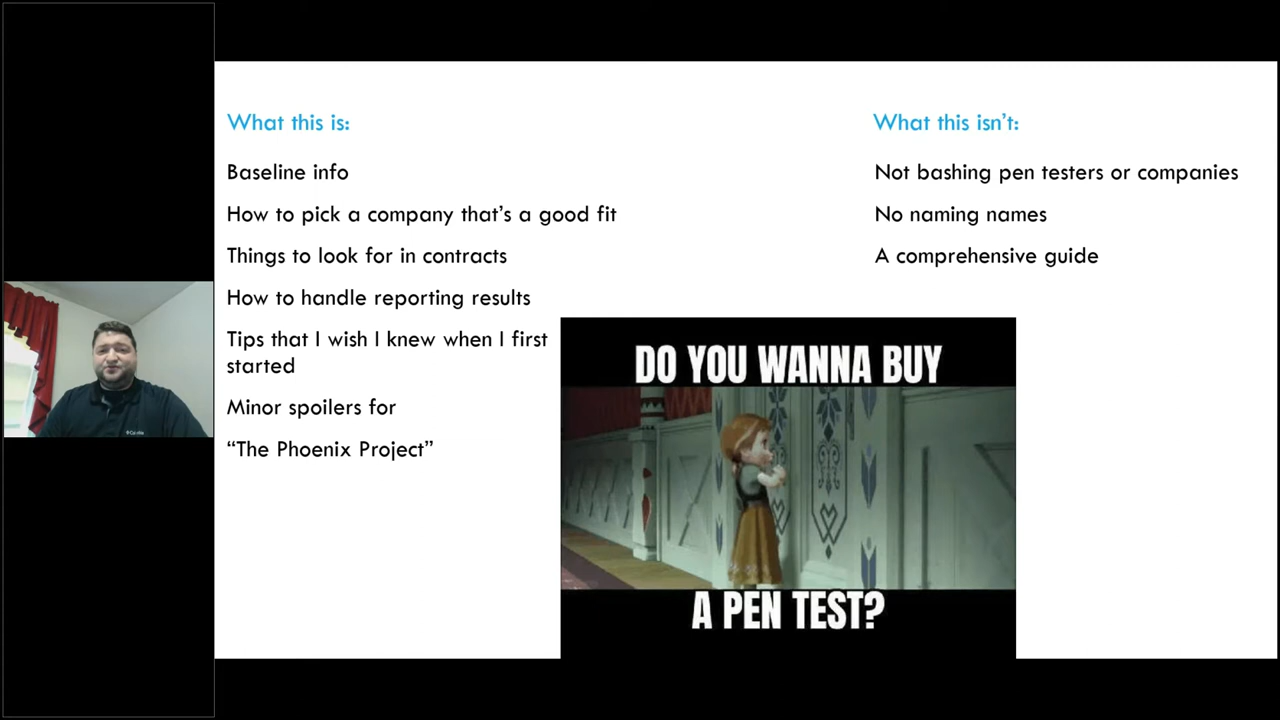 What this is:
Baseline info
How to pick a company that's a good fit
Things to look for in contracts
How to handle reporting results
Tips that I wish I knew when I first
started
Minor spoilers for
“The Phoenix Project”
What this isn't:
Not bashing pen testers or companies
No naming names
A comprehensive guide
DO YOU WANNA BUY
A PEN TEST?